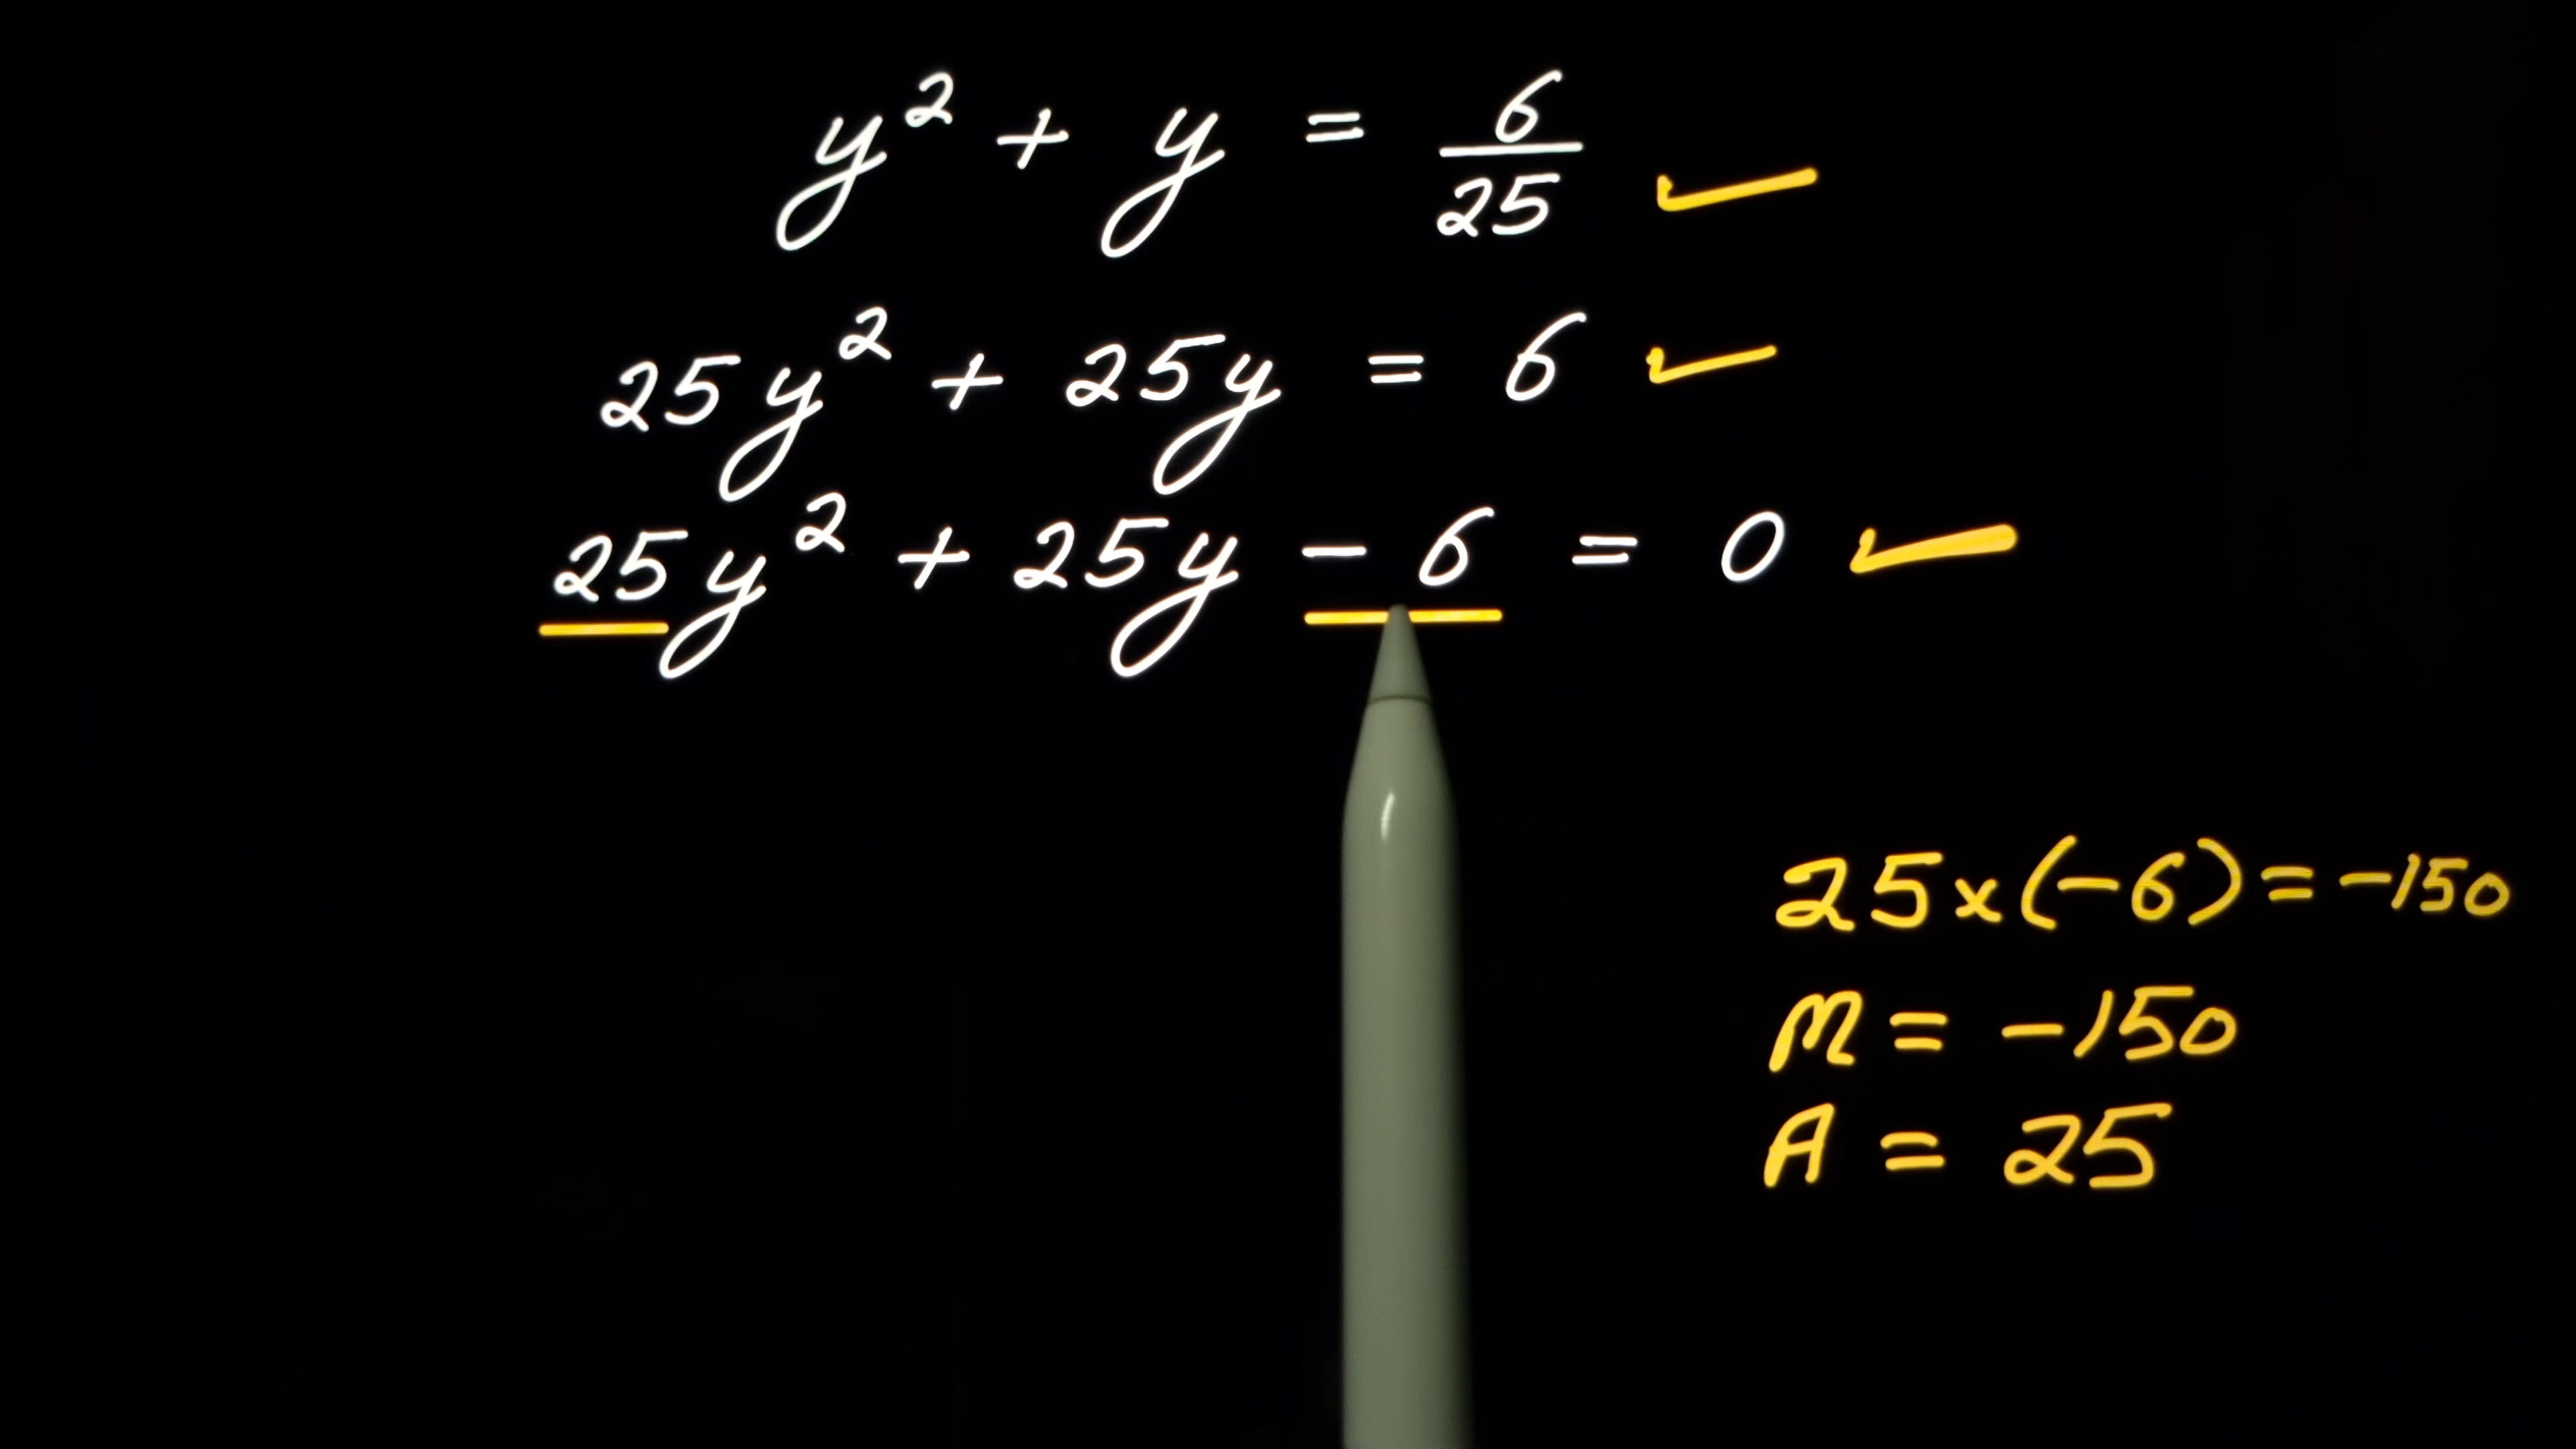 y² + y = 6/25 ✓
25y² + 25y = 6 ✓
25y² + 25y − 6 = 0 ✓
25×(−6)=−150
M = −150
A = 25